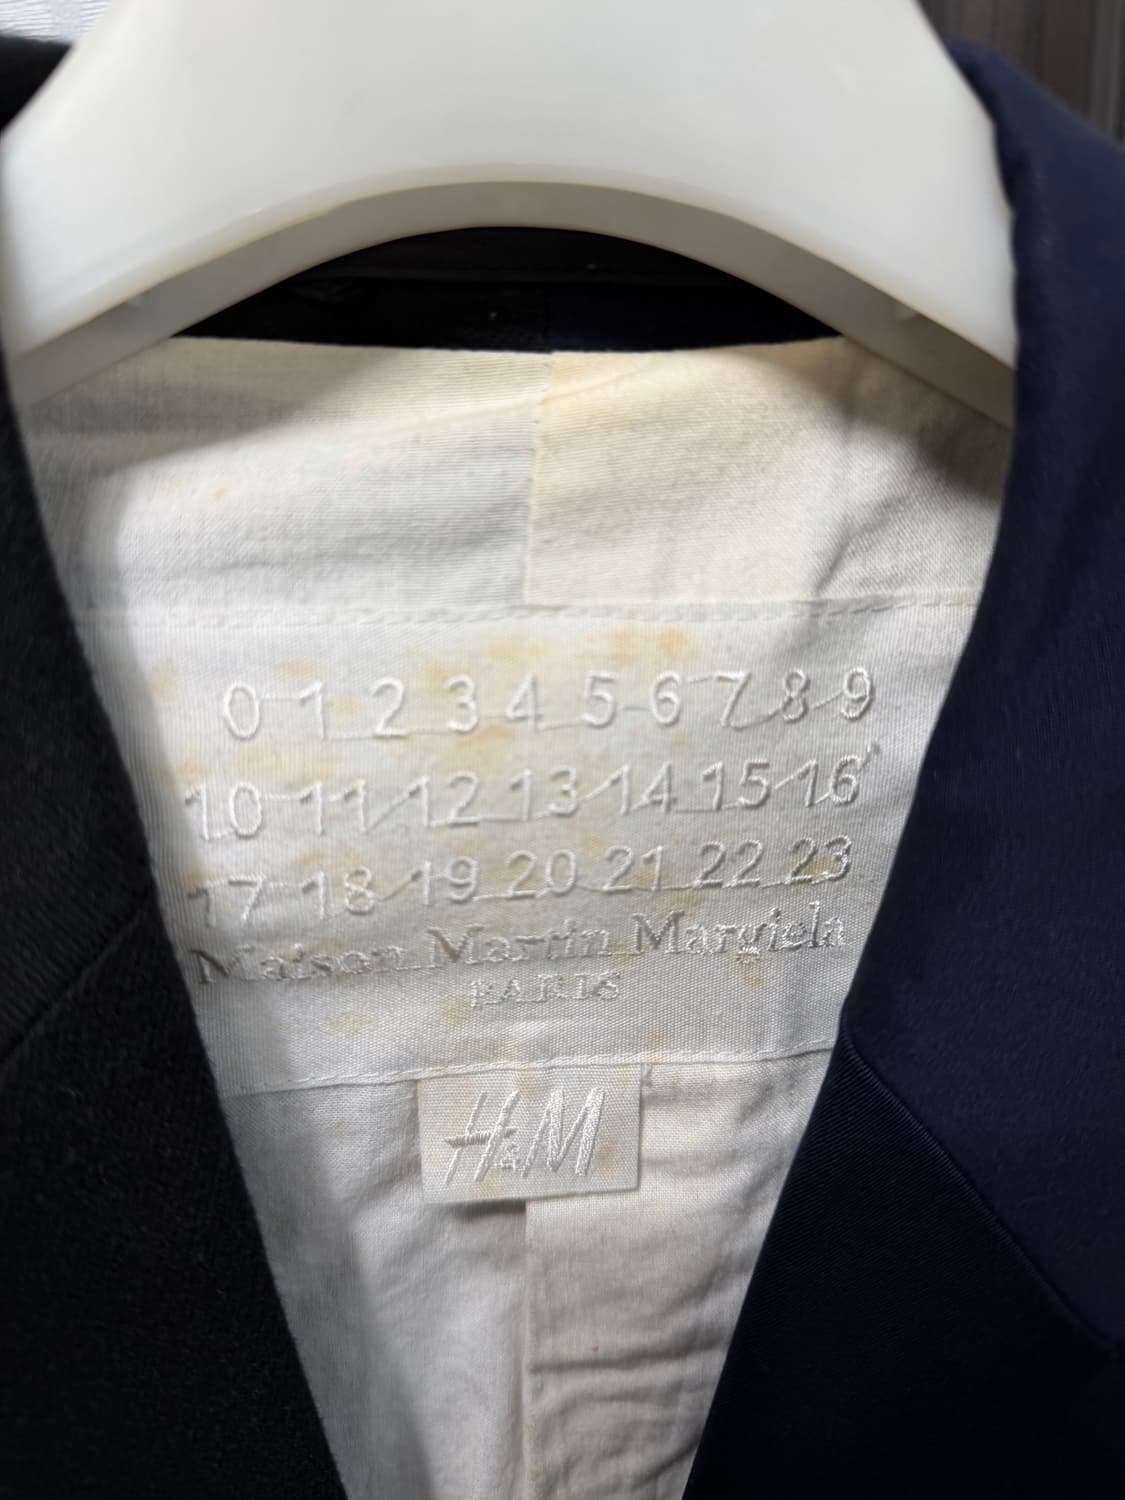 0 1 2 3 4 5 6 7 8 9
10 11 12 13 14 15 16
17 18 19 20 21 22 23
Maison Martin Margiela
PARIS
H&M